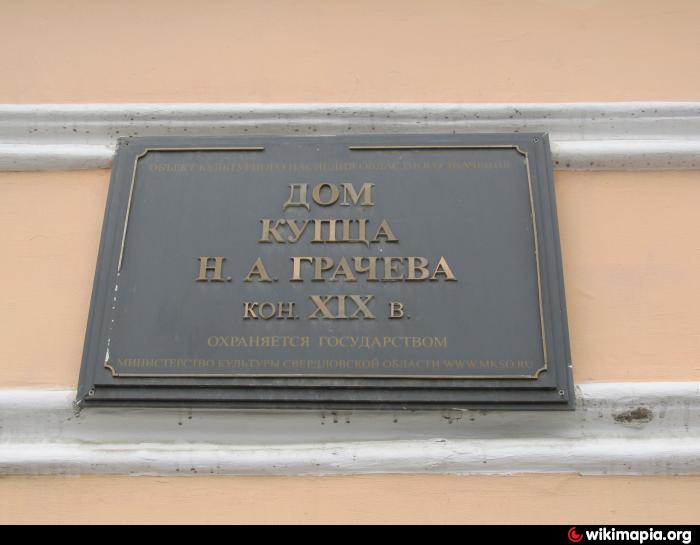 ОБЪЕКТ КУЛЬТУРНОГО НАСЛЕДИЯ ОБЛАСТНОГО ЗНАЧЕНИЯ
ДОМ
КУПЦА
Н. А. ГРАЧЕВА
КОН. XIX В.
ОХРАНЯЕТСЯ ГОСУДАРСТВОМ
МИНИСТЕРСТВО КУЛЬТУРЫ СВЕРДЛОВСКОЙ ОБЛАСТИ WWW.MKSO.RU
wikimapia.org